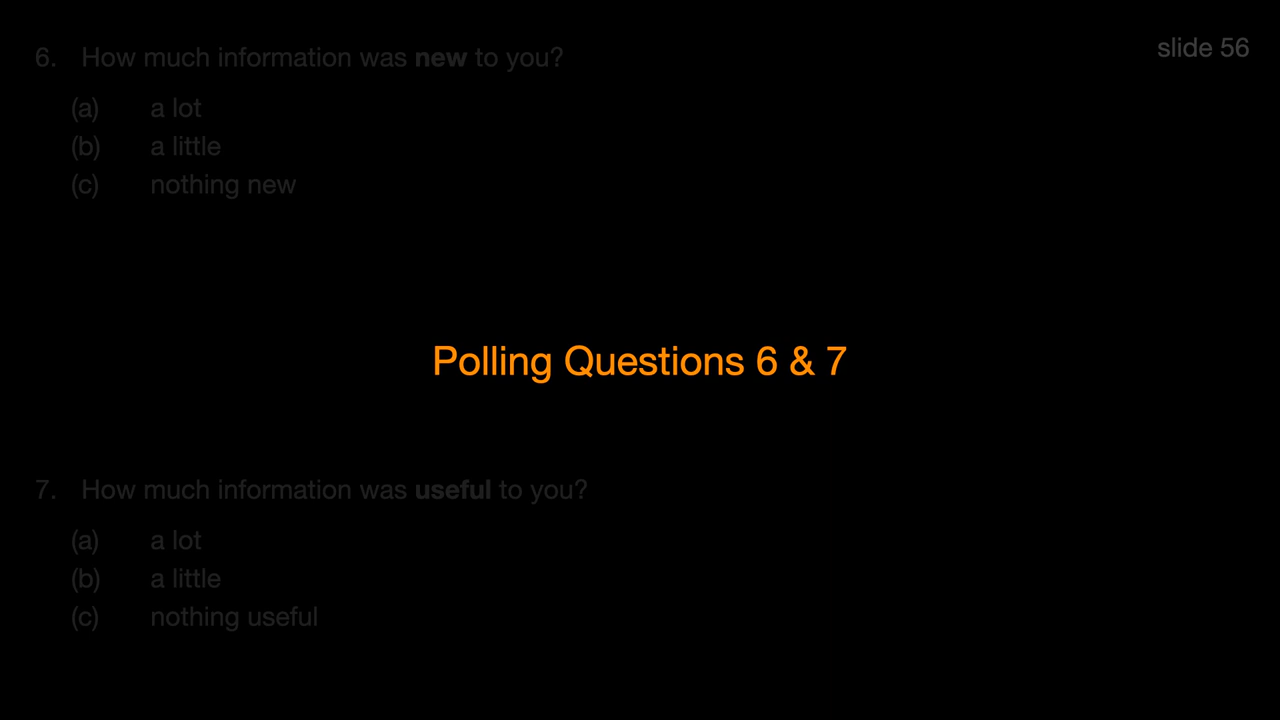 slide 56
6. How much information was new to you?
(a) a lot
(b) a little
(c) nothing new
Polling Questions 6 & 7
7. How much information was useful to you?
(a) a lot
(b) a little
(c) nothing useful